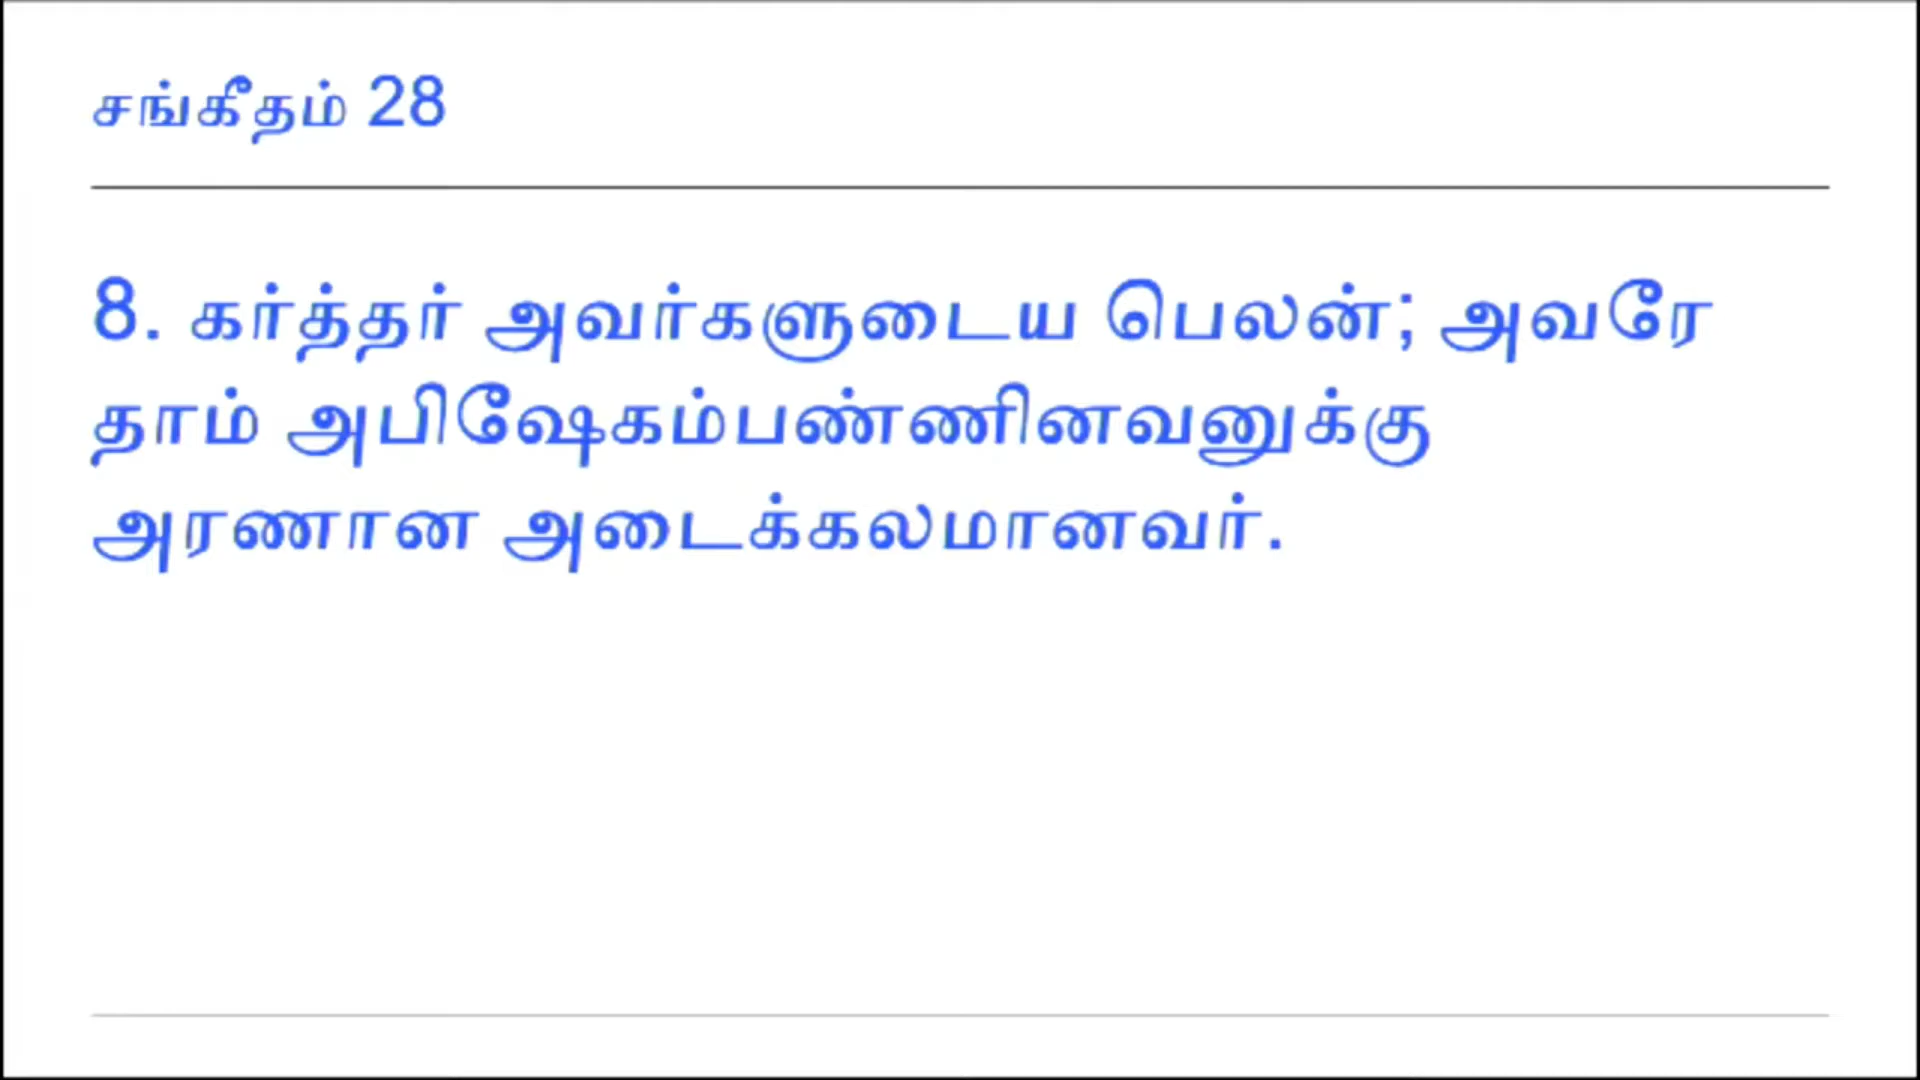 சங்கீதம் 28
8. கர்த்தர் அவர்களுடைய பெலன்; அவரே
தாம் அபிஷேகம்பண்ணினவனுக்கு
அரணான அடைக்கலமானவர்.